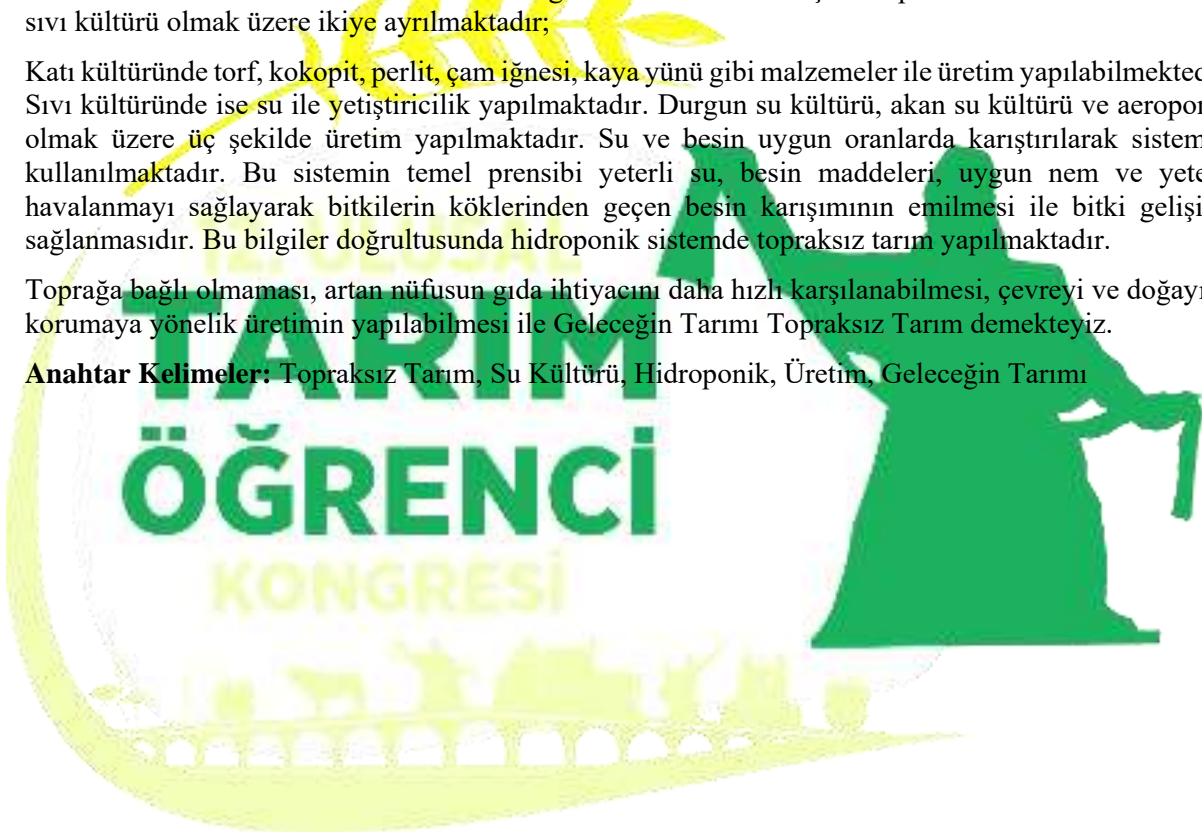 sıvı kültürü olmak üzere ikiye ayrılmaktadır;
Katı kültüründe torf, kokopit, perlit, çam iğnesi, kaya yünü gibi malzemeler ile üretim yapılabilmekted
Sıvı kültüründe ise su ile yetiştiricilik yapılmaktadır. Durgun su kültürü, akan su kültürü ve aeropon
olmak üzere üç şekilde üretim yapılmaktadır. Su ve besin uygun oranlarda karıştırılarak sistem
kullanılmaktadır. Bu sistemin temel prensibi yeterli su, besin maddeleri, uygun nem ve yete
havalanmayı sağlayarak bitkilerin köklerinden geçen besin karışımının emilmesi ile bitki gelişi
sağlanmasıdır. Bu bilgiler doğrultusunda hidroponik sistemde topraksız tarım yapılmaktadır.
12. ULUSAL
Toprağa bağlı olmaması, artan nüfusun gıda ihtiyacını daha hızlı karşılanabilmesi, çevreyi ve doğayı
korumaya yönelik üretimin yapılabilmesi ile Geleceğin Tarımı Topraksız Tarım demekteyiz.
TARIM
Anahtar Kelimeler: Topraksız Tarım, Su Kültürü, Hidroponik, Üretim, Geleceğin Tarımı
ÖĞRENCİ
KONGRESİ